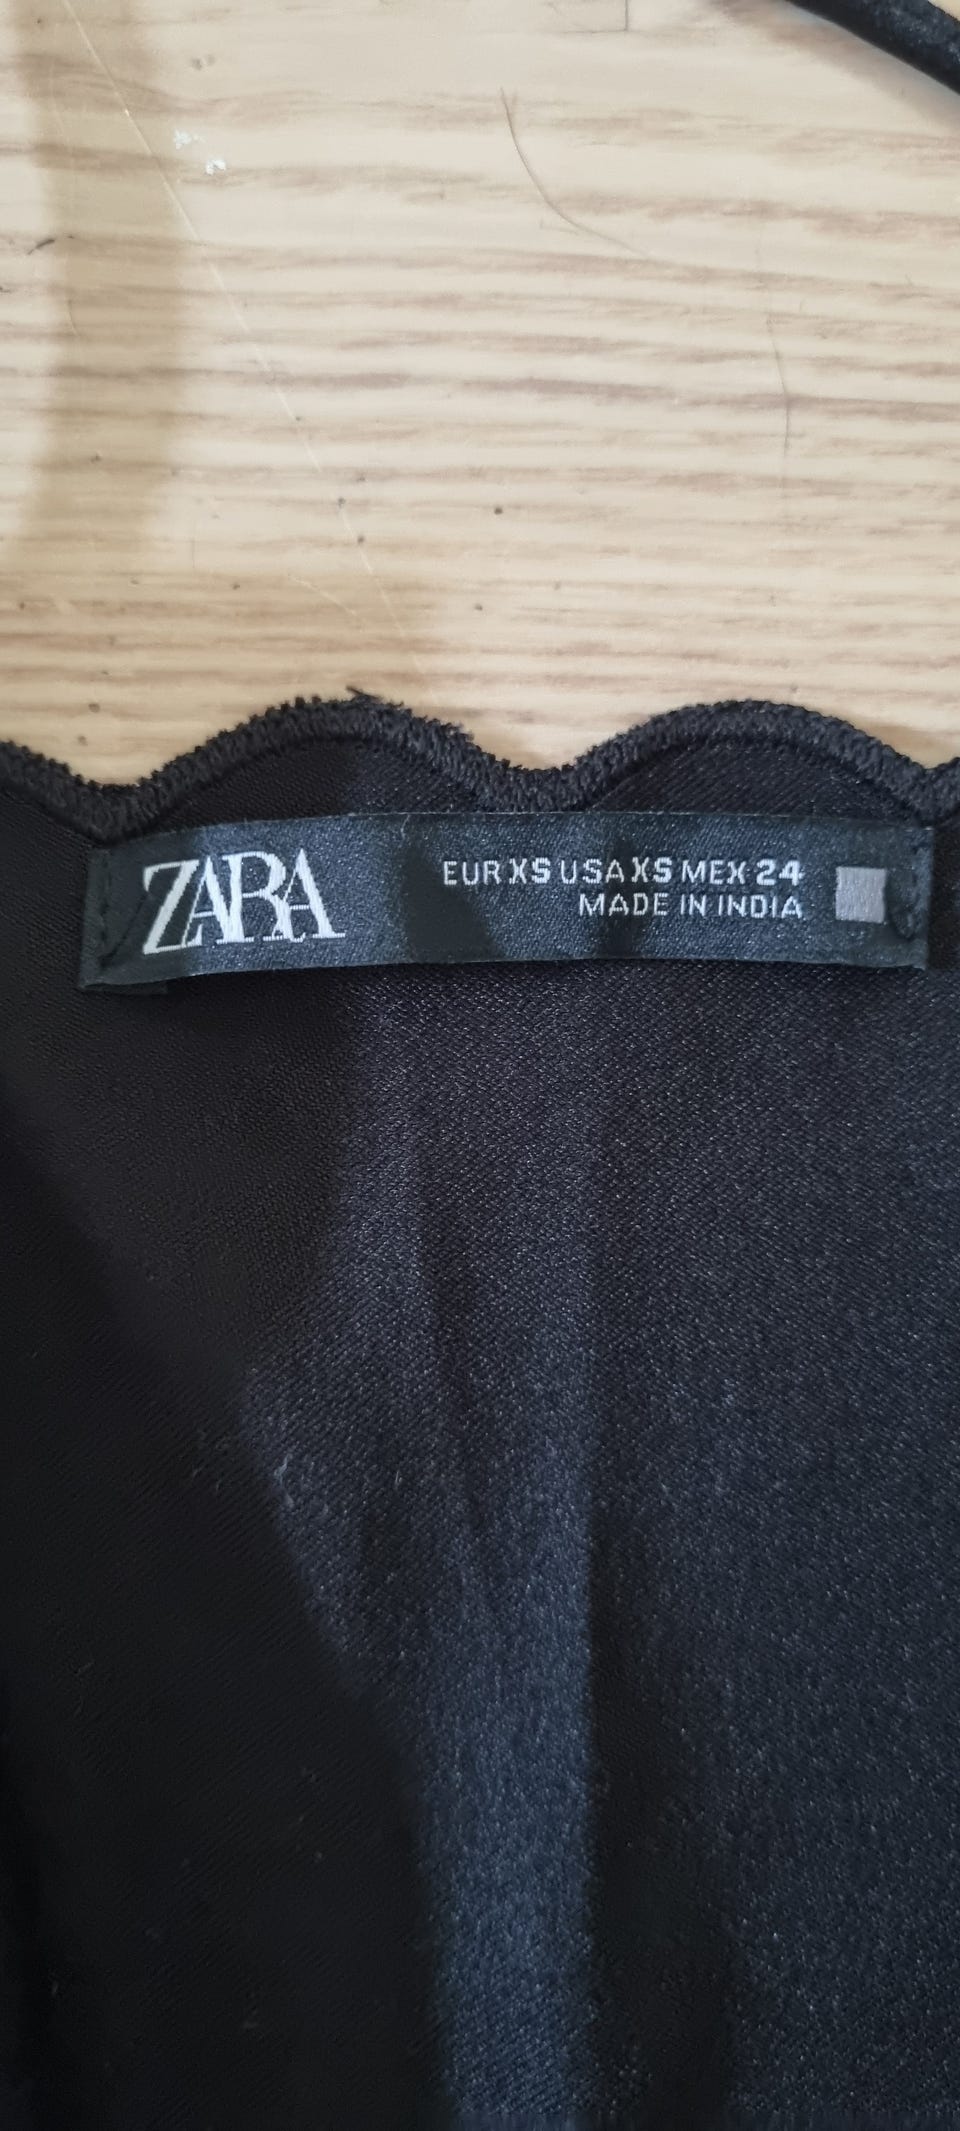 ZARA
EUR XS USA XS MEX 24
MADE IN INDIA